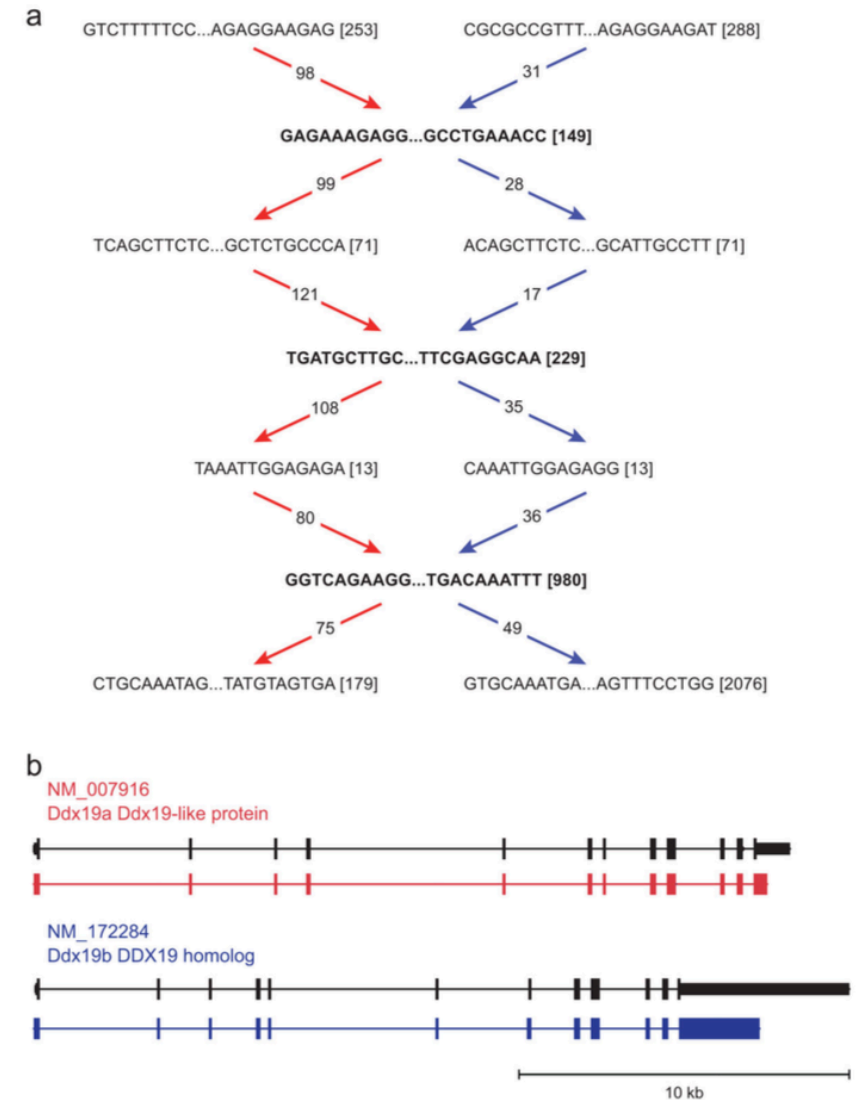 a
GTCTTTTTCC...AGAGGAAGAG [253] CGCGCCGTTT...AGAGGAAGAT [288]
98 31
GAGAAAGAGG...GCCTGAAACC [149]
99 28
TCAGCTTCTC...GCTCTGCCCA [71] ACAGCTTCTC...GCATTGCCTT [71]
121 17
TGATGCTTGC...TTCGAGGCAA [229]
108 35
TAAATTGGAGAGA [13] CAAATTGGAGAGG [13]
80 36
GGTCAGAAGG...TGACAAATTT [980]
75 49
CTGCAAATAG...TATGTAGTGA [179] GTGCAAATGA...AGTTTCCTGG [2076]
b
NM_007916
Ddx19a Ddx19-like protein
NM_172284
Ddx19b DDX19 homolog
10 kb